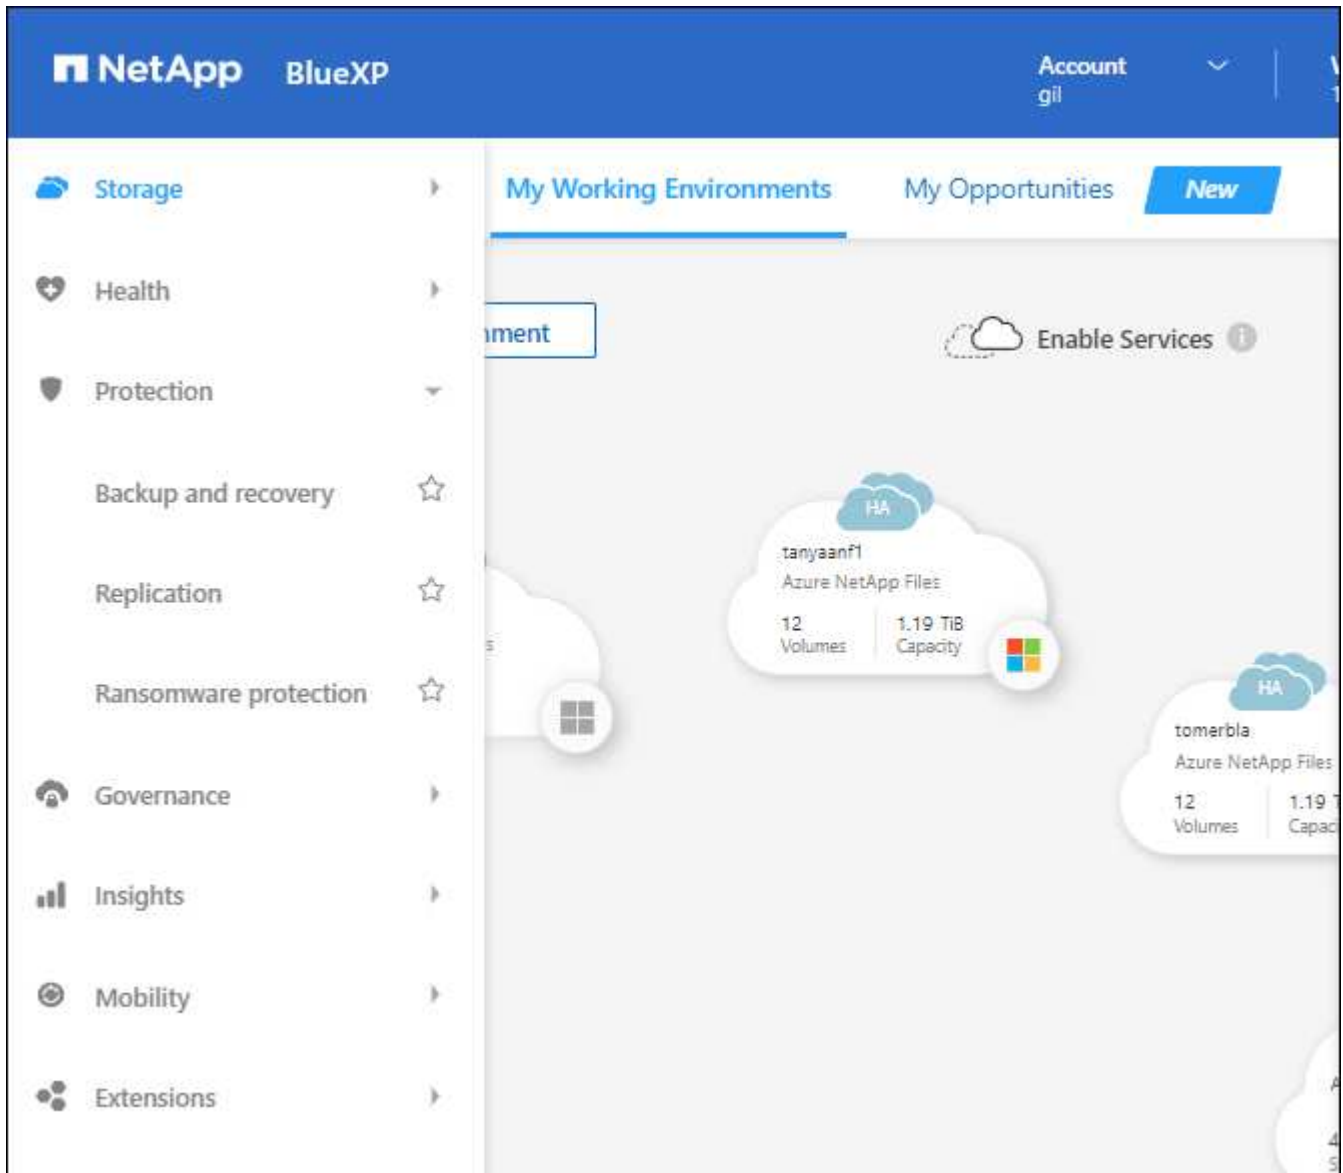 NetApp BlueXP
Account
gil
Storage
Health
Protection
Backup and recovery
Replication
Ransomware protection
Governance
Insights
Mobility
Extensions
My Working Environments My Opportunities New
Enable Services
HA
tanyaanf1
Azure NetApp Files
12 1.19 TiB
Volumes Capacity
HA
tomerbla
Azure NetApp Files
12 1.19
Volumes